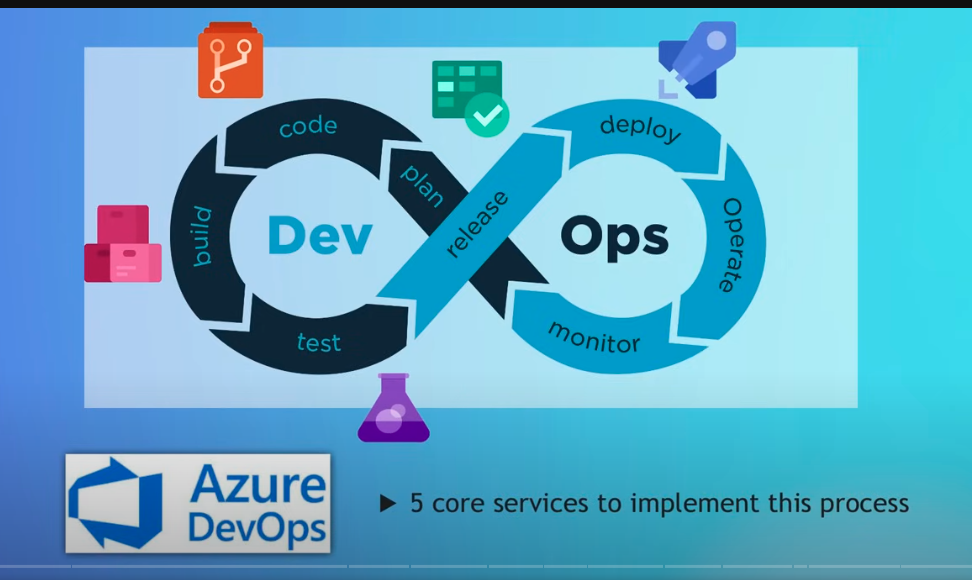 code
deploy
plan
build
Dev
release
Ops
Operate
test
monitor
Azure
DevOps
5 core services to implement this process